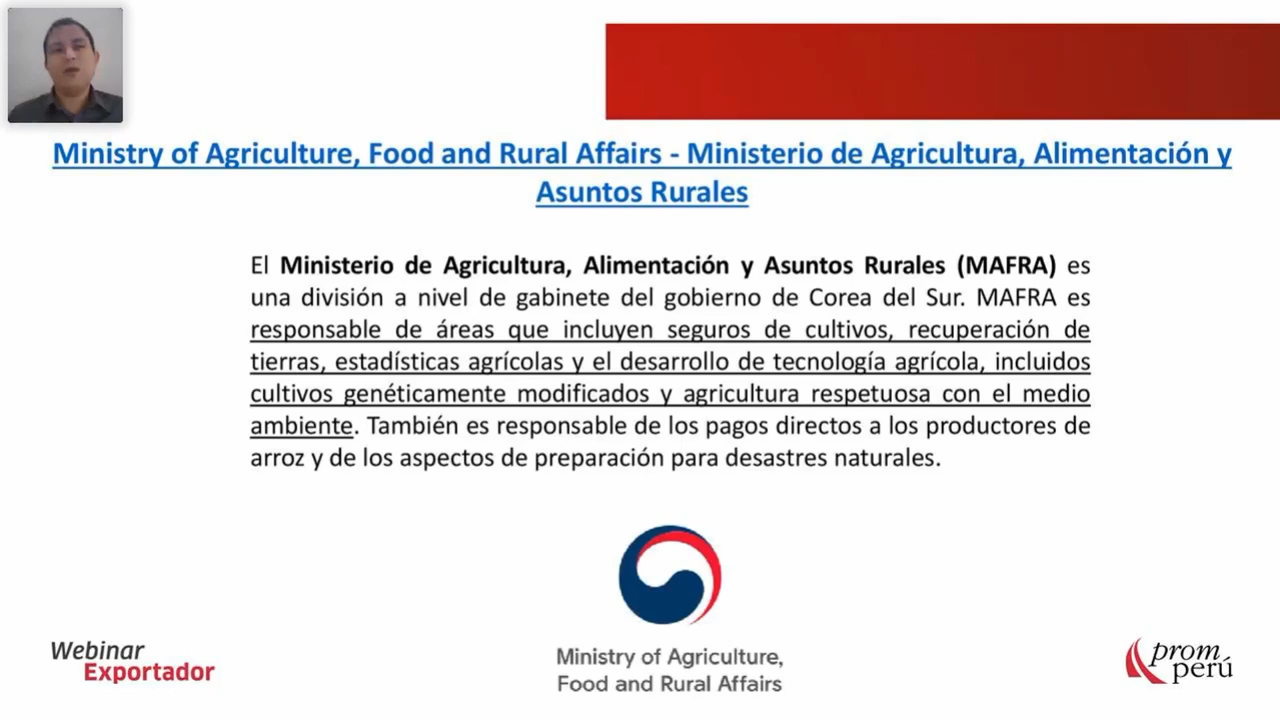 Ministry of Agriculture, Food and Rural Affairs - Ministerio de Agricultura, Alimentación y
Asuntos Rurales
El Ministerio de Agricultura, Alimentación y Asuntos Rurales (MAFRA) es
una división a nivel de gabinete del gobierno de Corea del Sur. MAFRA es
responsable de áreas que incluyen seguros de cultivos, recuperación de
tierras, estadísticas agrícolas y el desarrollo de tecnología agrícola, incluidos
cultivos genéticamente modificados y agricultura respetuosa con el medio
ambiente. También es responsable de los pagos directos a los productores de
arroz y de los aspectos de preparación para desastres naturales.
Ministry of Agriculture,
Food and Rural Affairs
Webinar
Exportador
prom
perú